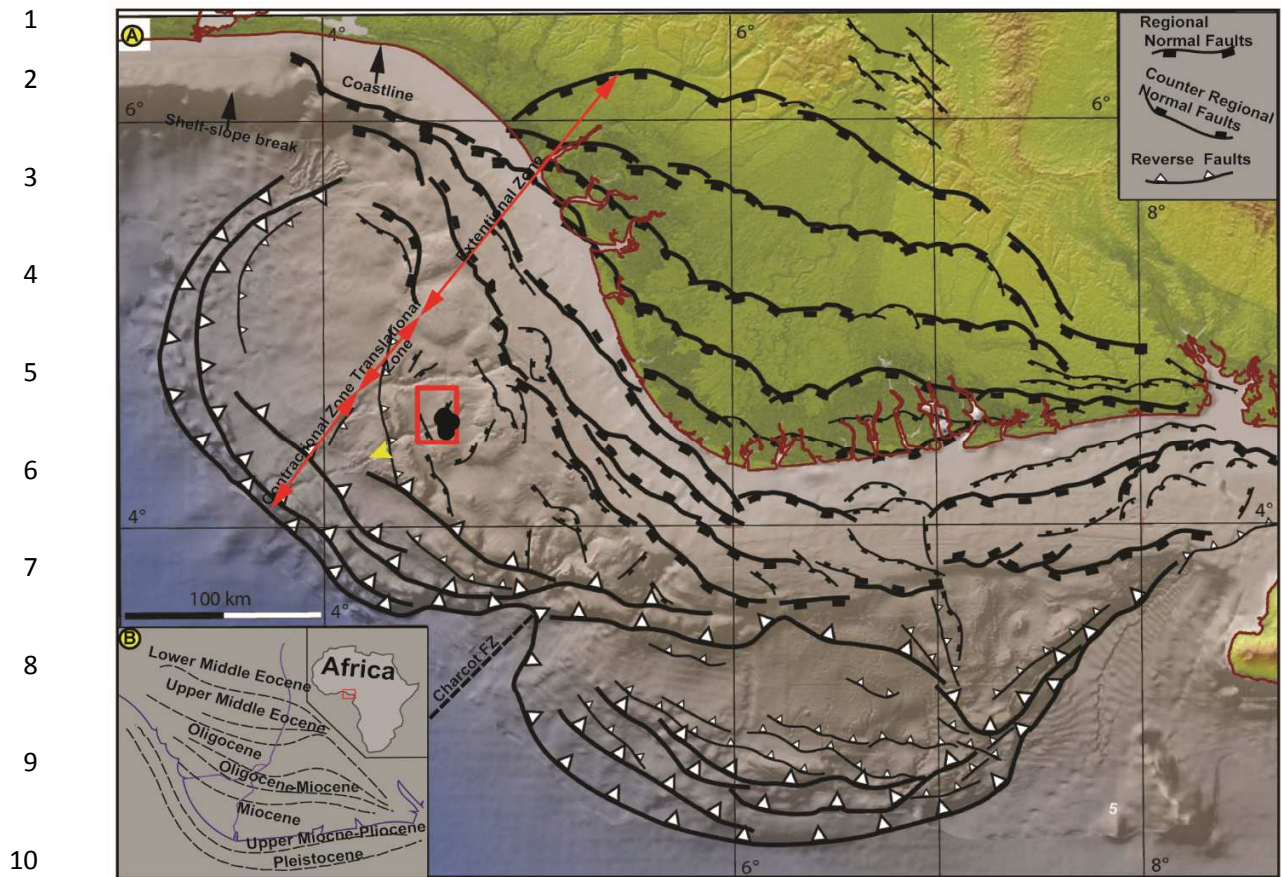 1
2
3
4
5
6
7
8
9
10
A
4°
6°
Regional
Normal Faults
Counter Regional
Normal Faults
Reverse Faults
Coastline
Shelf-slope break
6°
6°
8°
Extentional Zone
Translational
Zone
Contractional Zone
4°
4°
100 km
4°
Charcot FZ
5
6°
8°
B
Africa
Lower Middle Eocene
Upper Middle Eocene
Oligocene
Oligocene-Miocene
Miocene
Upper Miocne-Pliocene
Pleistocene